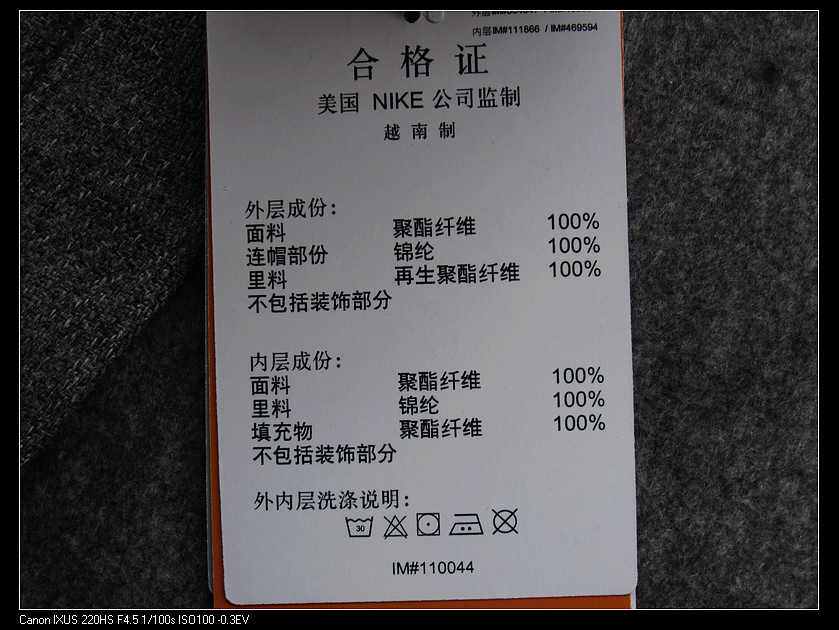 内层IM#111666 / IM#469594
合格证
美国 NIKE 公司监制
越南制
外层成份:
面料 聚酯纤维 100%
连帽部份 锦纶 100%
里料 再生聚酯纤维 100%
不包括装饰部分
内层成份:
面料 聚酯纤维 100%
里料 锦纶 100%
填充物 聚酯纤维 100%
不包括装饰部分
外内层洗涤说明:
30
IM#110044
Canon IXUS 220HS F4.5 1/100s ISO100 -0.3EV